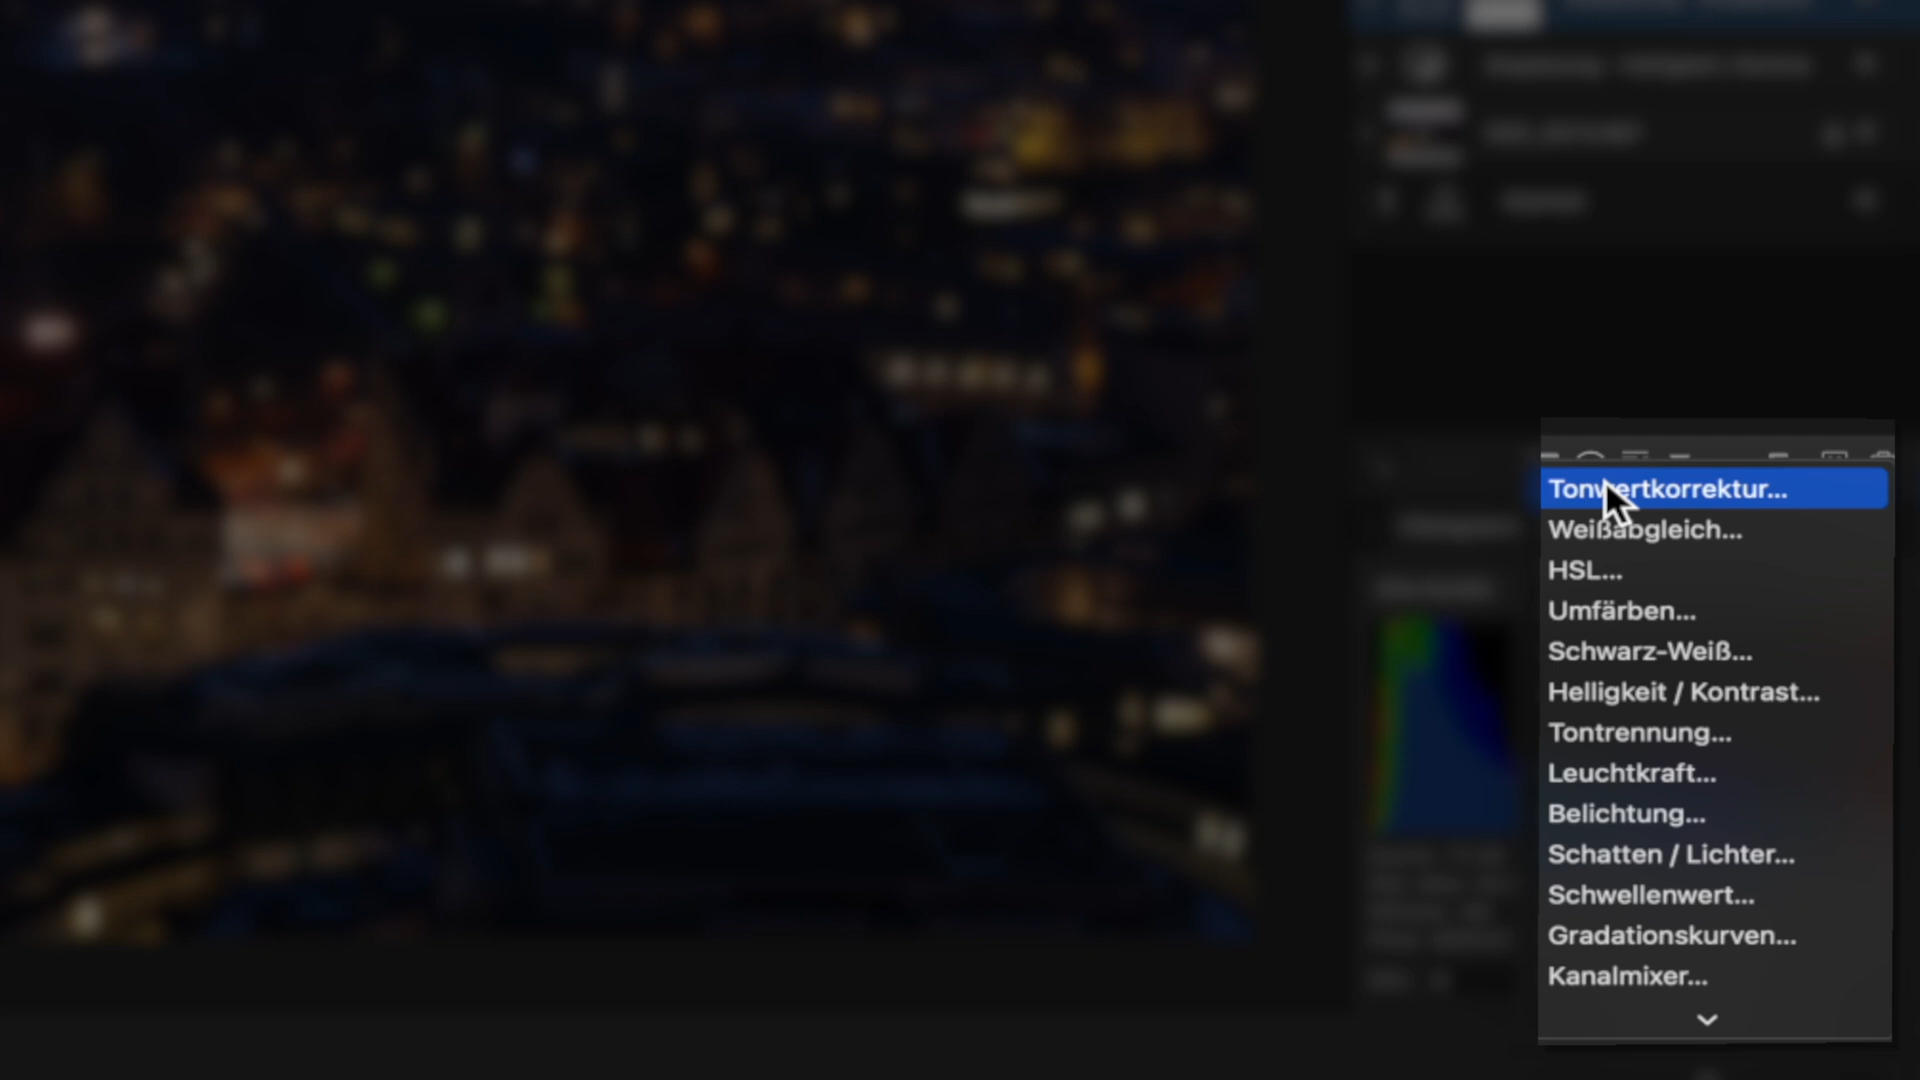 Tonwertkorrektur...
Weißabgleich...
HSL...
Umfärben...
Schwarz-Weiß...
Helligkeit / Kontrast...
Tontrennung...
Leuchtkraft...
Belichtung...
Schatten / Lichter...
Schwellenwert...
Gradationskurven...
Kanalmixer...